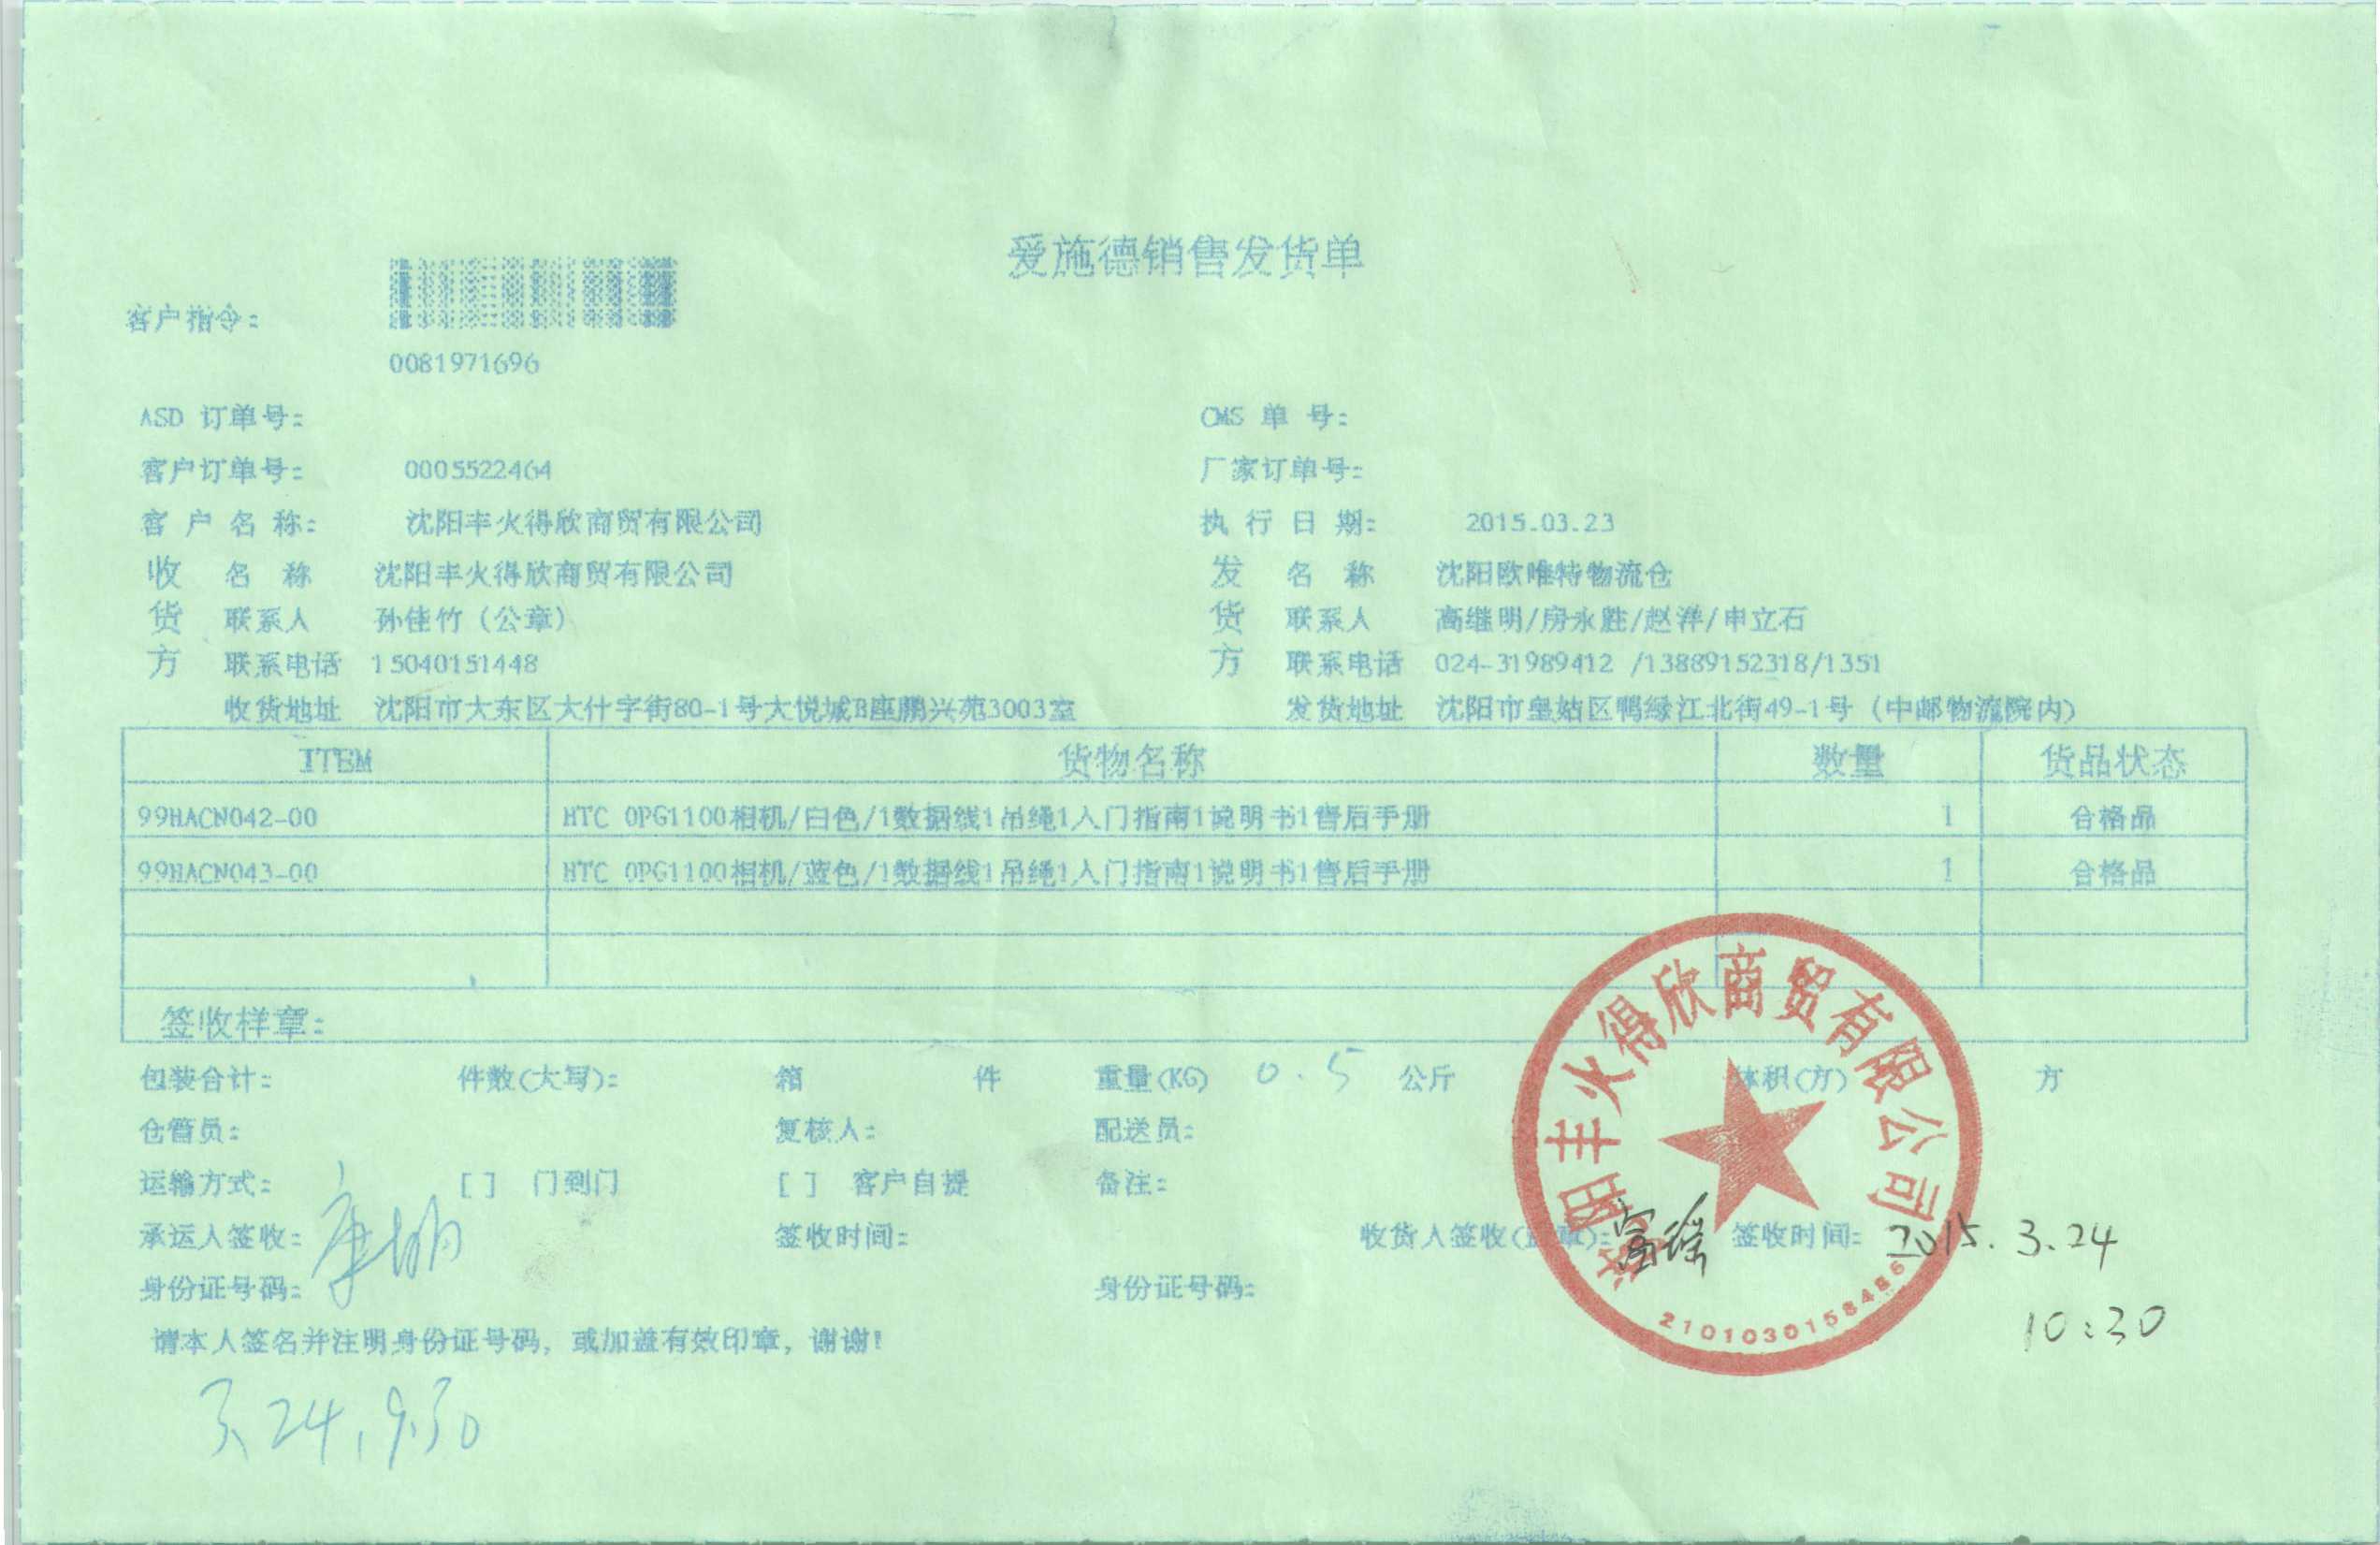 爱施德销售发货单
客户指令:
0081971696
ASD 订单号: CMS 单 号:
客户订单号: 0005522464 厂家订单号:
客 户 名 称: 沈阳丰火得欣商贸有限公司 执 行 日 期: 2015.03.23
收 名 称 沈阳丰火得欣商贸有限公司 发 名 称 沈阳欧唯特物流仓
货 联系人 孙佳竹（公章） 货 联系人 高继明/房永胜/赵洋/申立石
方 联系电话 15040151448 方 联系电话 024-31989412 /13889152318/1351
收货地址 沈阳市大东区大什字街80-1号大悦城B座鹏兴苑3003室 发货地址 沈阳市皇姑区鸭绿江北街49-1号（中邮物流院内）
ITEM 货物名称 数量 货品状态
99HACN042-00 HTC 0PG1100相机/白色/1数据线1吊绳1入门指南1说明书1售后手册 1 合格品
99HACN043-00 HTC 0PG1100相机/蓝色/1数据线1吊绳1入门指南1说明书1售后手册 1 合格品
签收样章:
沈阳丰火得欣商贸有限公司
包装合计: 件数(大写): 箱 件 重量(KG) 0.5 公斤 体积(方) 方
仓管员: 复核人: 配送员:
运输方式: [ ] 门到门 [ ] 客户自提 备注:
承运人签收: 签收时间: 收货人签收(盖章): 签收时间: 2015.3.24
身份证号码: 身份证号码:
10:30
2101030158486
请本人签名并注明身份证号码，或加盖有效印章，谢谢!
3.24,9.30